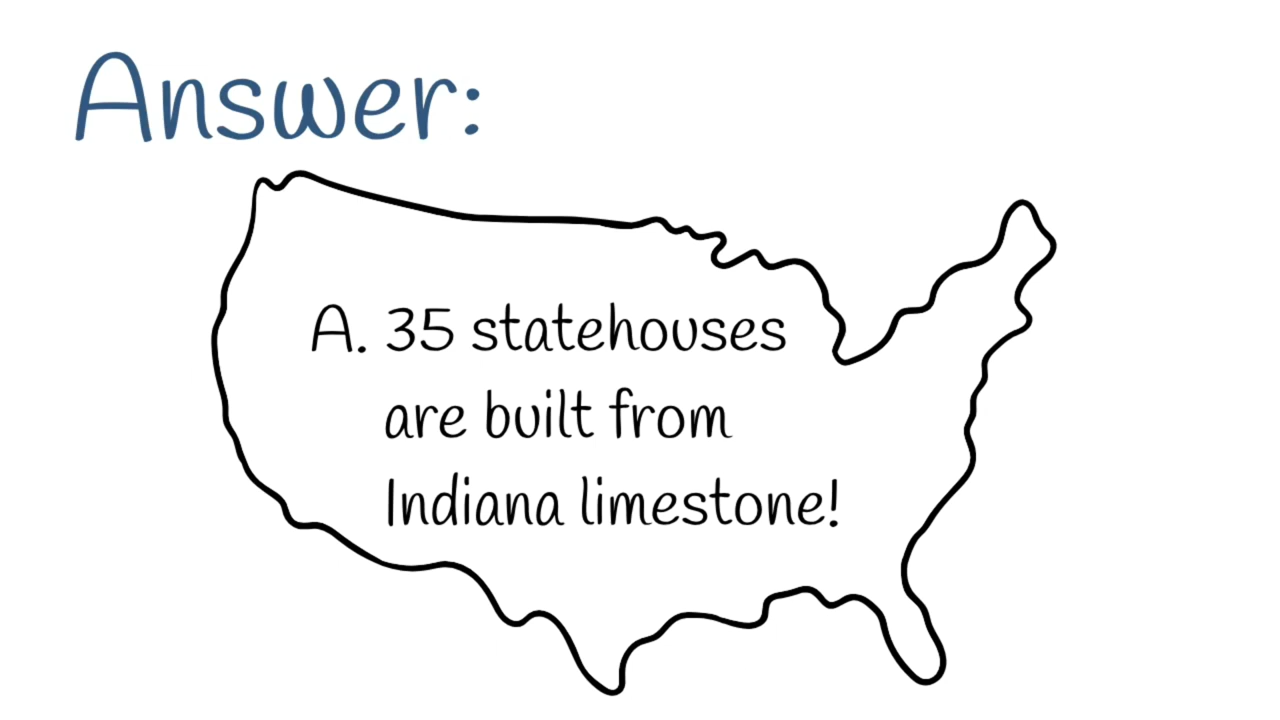 Answer:
A. 35 statehouses
are built from
Indiana limestone!